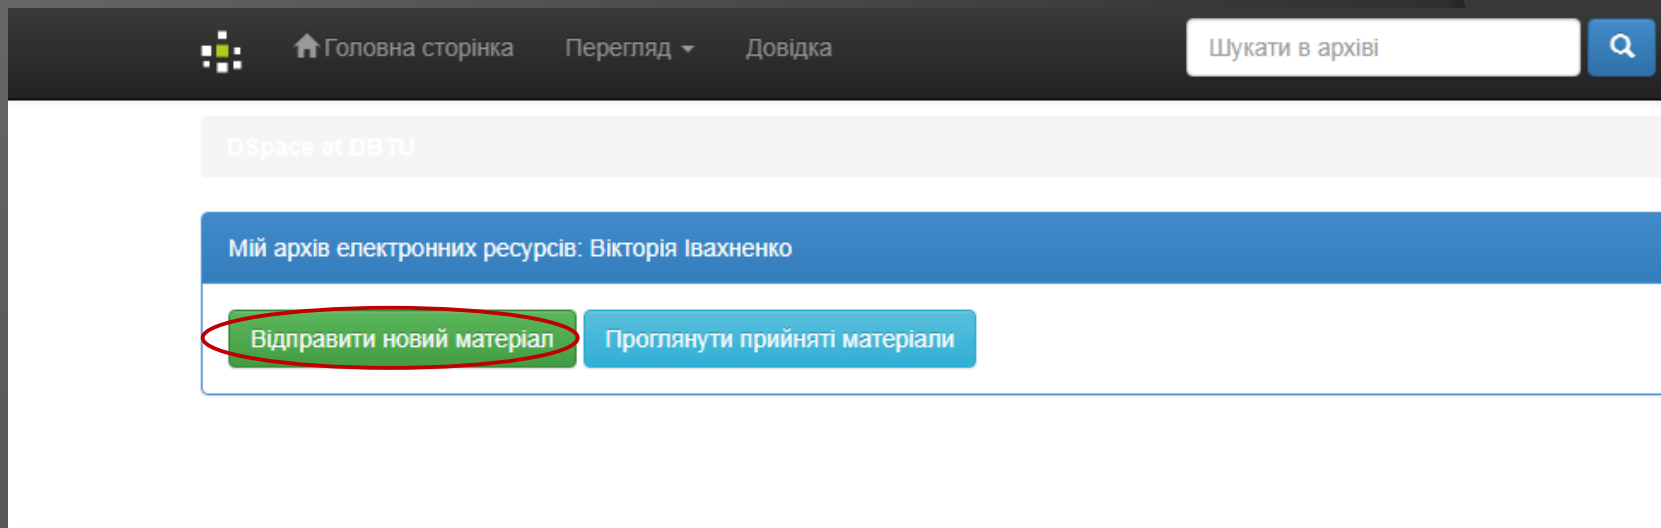 Головна сторінка Перегляд Довідка Шукати в архіві
DSpace at DBTU
Мій архів електронних ресурсів: Вікторія Івахненко
Відправити новий матеріал Проглянути прийняті матеріали